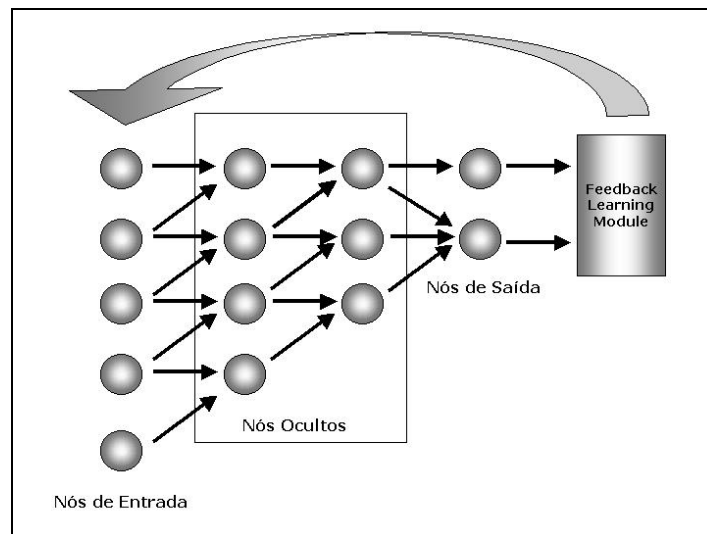 Feedback
Learning
Module
Nós de Saída
Nós Ocultos
Nós de Entrada